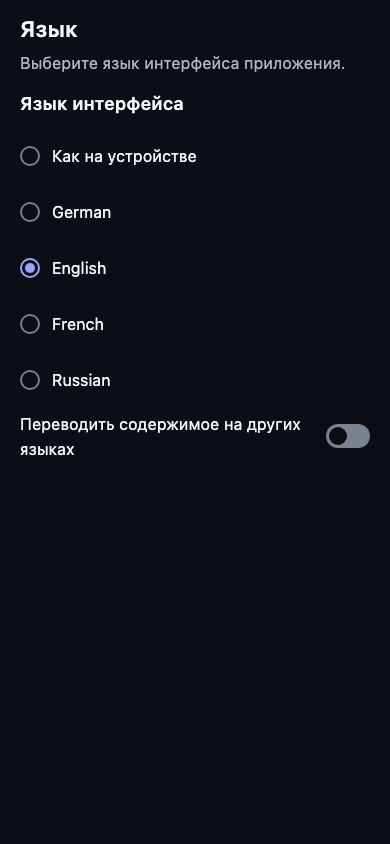 Язык
Выберите язык интерфейса приложения.
Язык интерфейса
Как на устройстве
German
English
French
Russian
Переводить содержимое на других
языках